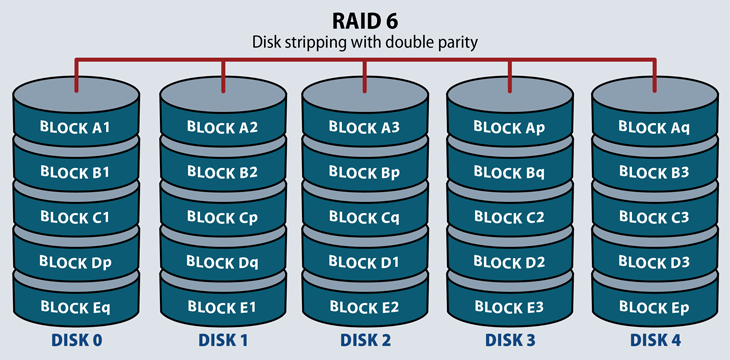 RAID 6
Disk stripping with double parity
BLOCK A1 BLOCK A2 BLOCK A3 BLOCK Ap BLOCK Aq
BLOCK B1 BLOCK B2 BLOCK Bp BLOCK Bq BLOCK B3
BLOCK C1 BLOCK Cp BLOCK Cq BLOCK C2 BLOCK C3
BLOCK Dp BLOCK Dq BLOCK D1 BLOCK D2 BLOCK D3
BLOCK Eq BLOCK E1 BLOCK E2 BLOCK E3 BLOCK Ep
DISK 0 DISK 1 DISK 2 DISK 3 DISK 4